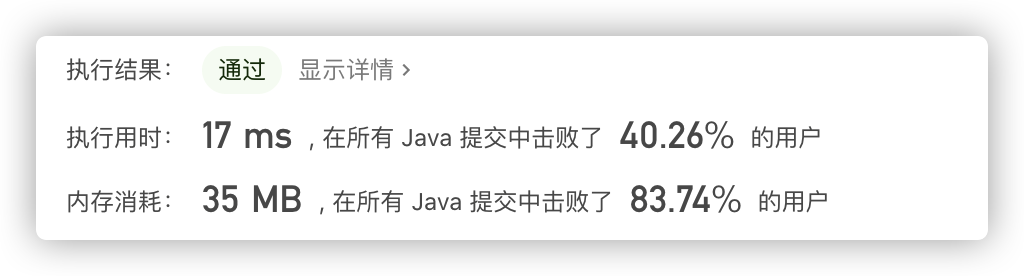 执行结果： 通过 显示详情 ›
执行用时： 17 ms ，在所有 Java 提交中击败了 40.26% 的用户
内存消耗： 35 MB ，在所有 Java 提交中击败了 83.74% 的用户